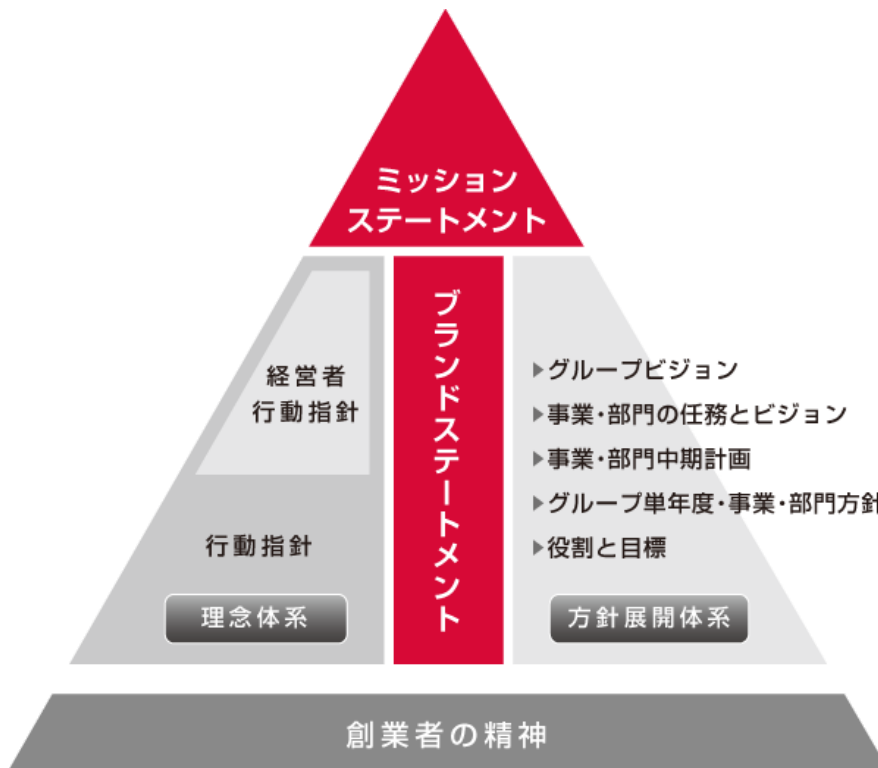 ミッション
ステートメント
経営者
行動指針
行動指針
理念体系
ブランドステートメント
▶グループビジョン
▶事業・部門の任務とビジョン
▶事業・部門中期計画
▶グループ単年度・事業・部門方針
▶役割と目標
方針展開体系
創業者の精神